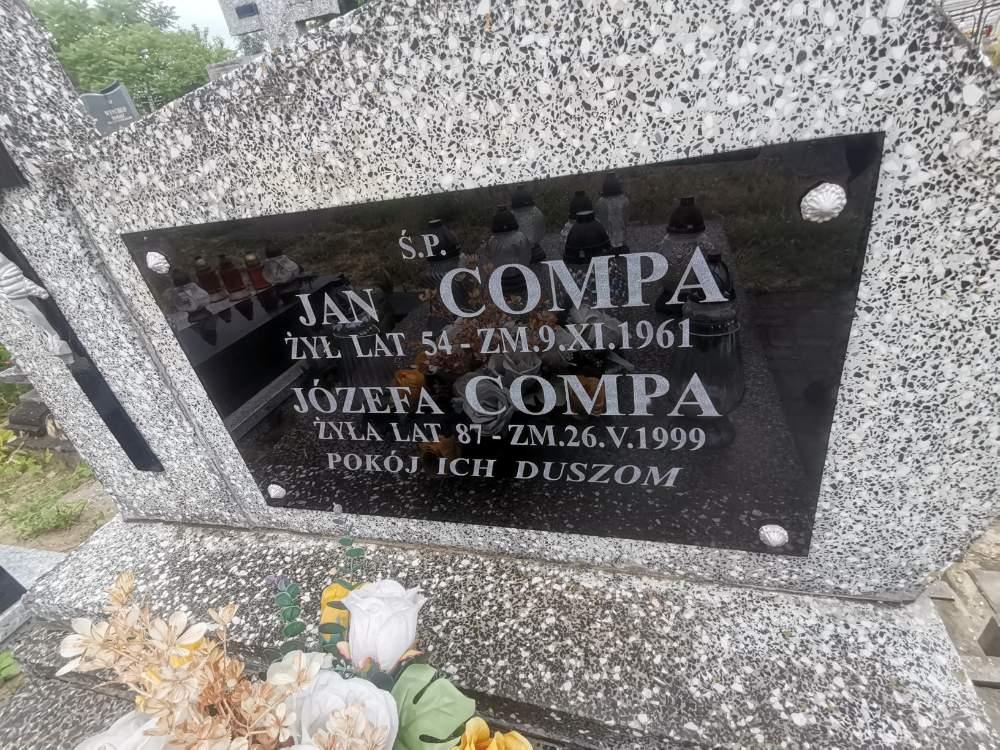 Ś.P.
JAN COMPA
ŻYŁ LAT 54 - ZM.9.XI.1961
JÓZEFA COMPA
ŻYŁA LAT 87 - ZM.26.V.1999
POKÓJ ICH DUSZOM